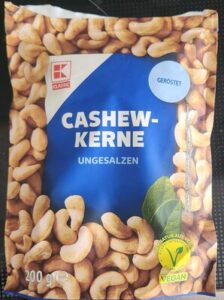 K
CLASSIC
GERÖSTET
CASHEW-
KERNE
UNGESALZEN
200 g
V
VEGAN